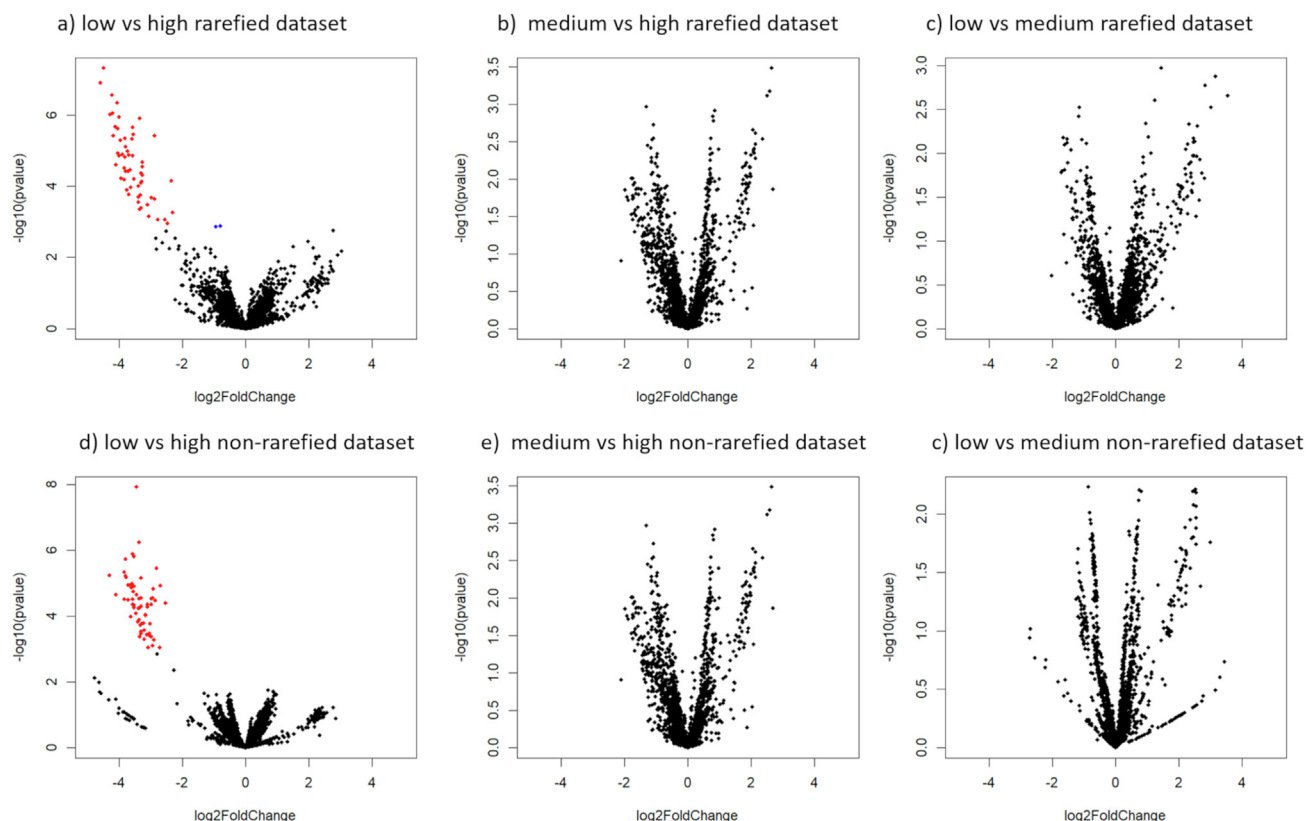 a) low vs high rarefied dataset
b) medium vs high rarefied dataset
c) low vs medium rarefied dataset
-log10(pvalue)
6
4
2
0
-4 -2 0 2 4
log2FoldChange
-log10(pvalue)
3.5
3.0
2.5
2.0
1.5
1.0
0.5
0.0
-4 -2 0 2 4
log2FoldChange
-log10(pvalue)
3.0
2.5
2.0
1.5
1.0
0.5
0.0
-4 -2 0 2 4
log2FoldChange
d) low vs high non-rarefied dataset
e) medium vs high non-rarefied dataset
c) low vs medium non-rarefied dataset
-log10(pvalue)
8
6
4
2
0
-4 -2 0 2 4
log2FoldChange
-log10(pvalue)
3.5
3.0
2.5
2.0
1.5
1.0
0.5
0.0
-4 -2 0 2 4
log2FoldChange
-log10(pvalue)
2.0
1.5
1.0
0.5
0.0
-4 -2 0 2 4
log2FoldChange